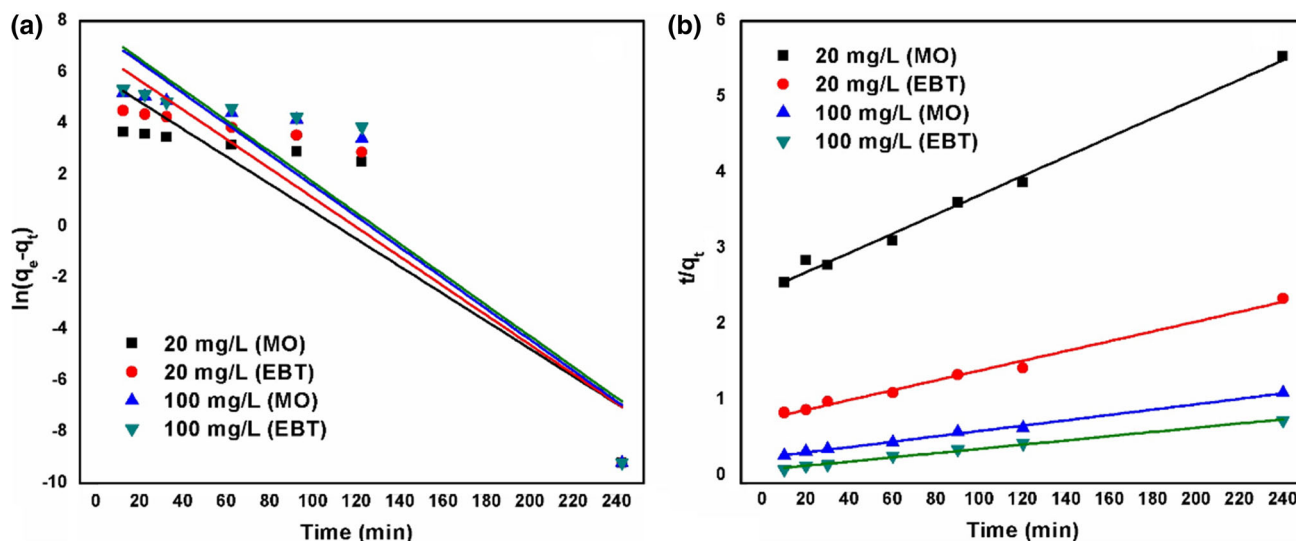 (a)
8
6
4
2
0
-2
-4
-6
-8
-10
ln(qₑ-qₜ)
20 mg/L (MO)
20 mg/L (EBT)
100 mg/L (MO)
100 mg/L (EBT)
0 20 40 60 80 100 120 140 160 180 200 220 240
Time (min)
(b)
6
5
4
3
2
1
0
t/qₜ
20 mg/L (MO)
20 mg/L (EBT)
100 mg/L (MO)
100 mg/L (EBT)
0 20 40 60 80 100 120 140 160 180 200 220 240
Time (min)